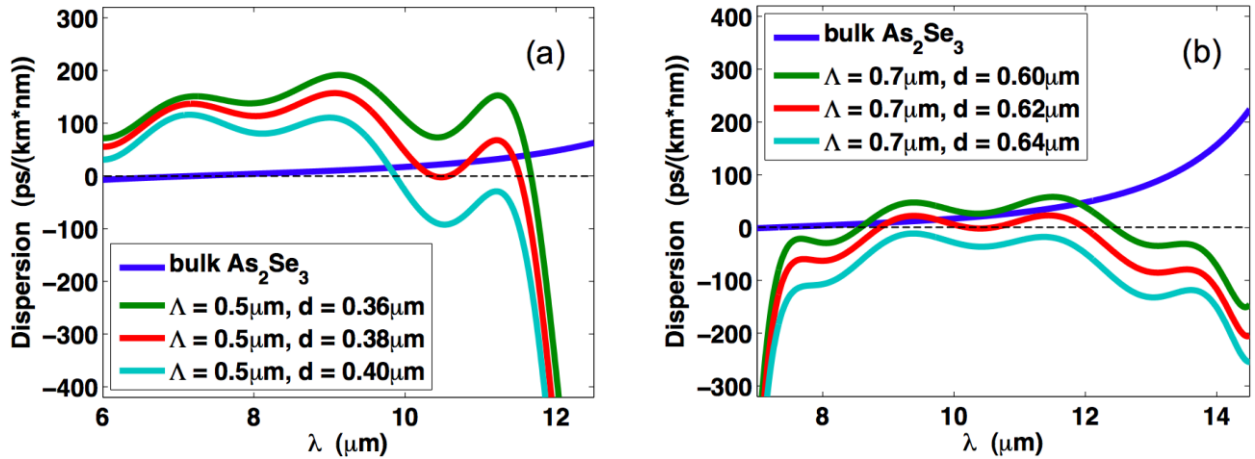 (a)
Dispersion (ps/(km*nm))
300
200
100
0
−100
−200
−300
−400
bulk As₂Se₃
Λ = 0.5μm, d = 0.36μm
Λ = 0.5μm, d = 0.38μm
Λ = 0.5μm, d = 0.40μm
6 8 10 12
λ (μm)
(b)
Dispersion (ps/(km*nm))
400
300
200
100
0
−100
−200
−300
bulk As₂Se₃
Λ = 0.7μm, d = 0.60μm
Λ = 0.7μm, d = 0.62μm
Λ = 0.7μm, d = 0.64μm
8 10 12 14
λ (μm)